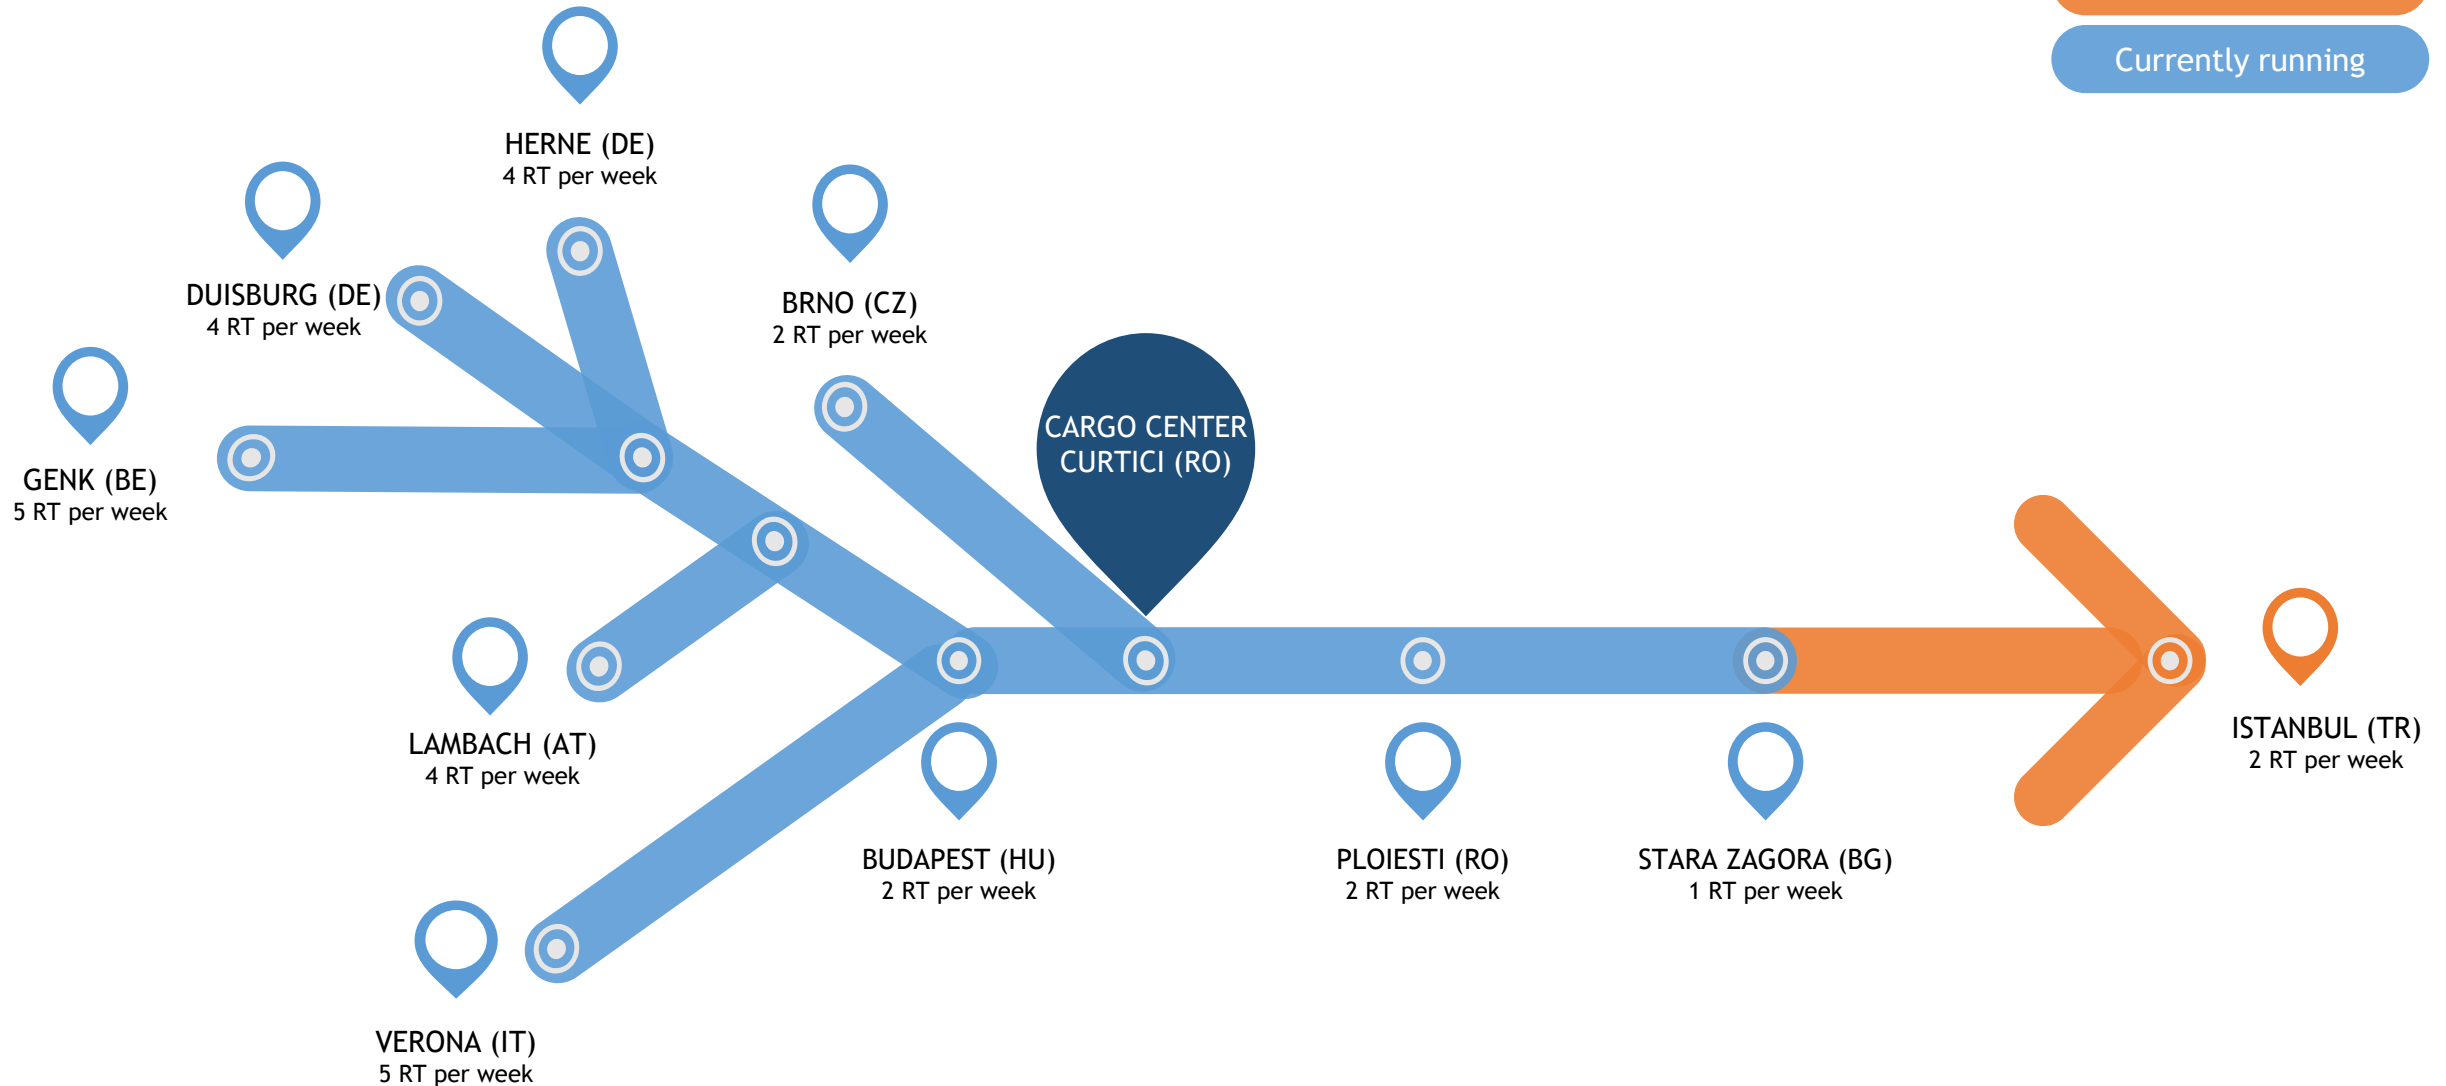 Currently running
HERNE (DE)
4 RT per week
DUISBURG (DE)
4 RT per week
BRNO (CZ)
2 RT per week
GENK (BE)
5 RT per week
CARGO CENTER
CURTICI (RO)
LAMBACH (AT)
4 RT per week
ISTANBUL (TR)
2 RT per week
BUDAPEST (HU)
2 RT per week
PLOIESTI (RO)
2 RT per week
STARA ZAGORA (BG)
1 RT per week
VERONA (IT)
5 RT per week